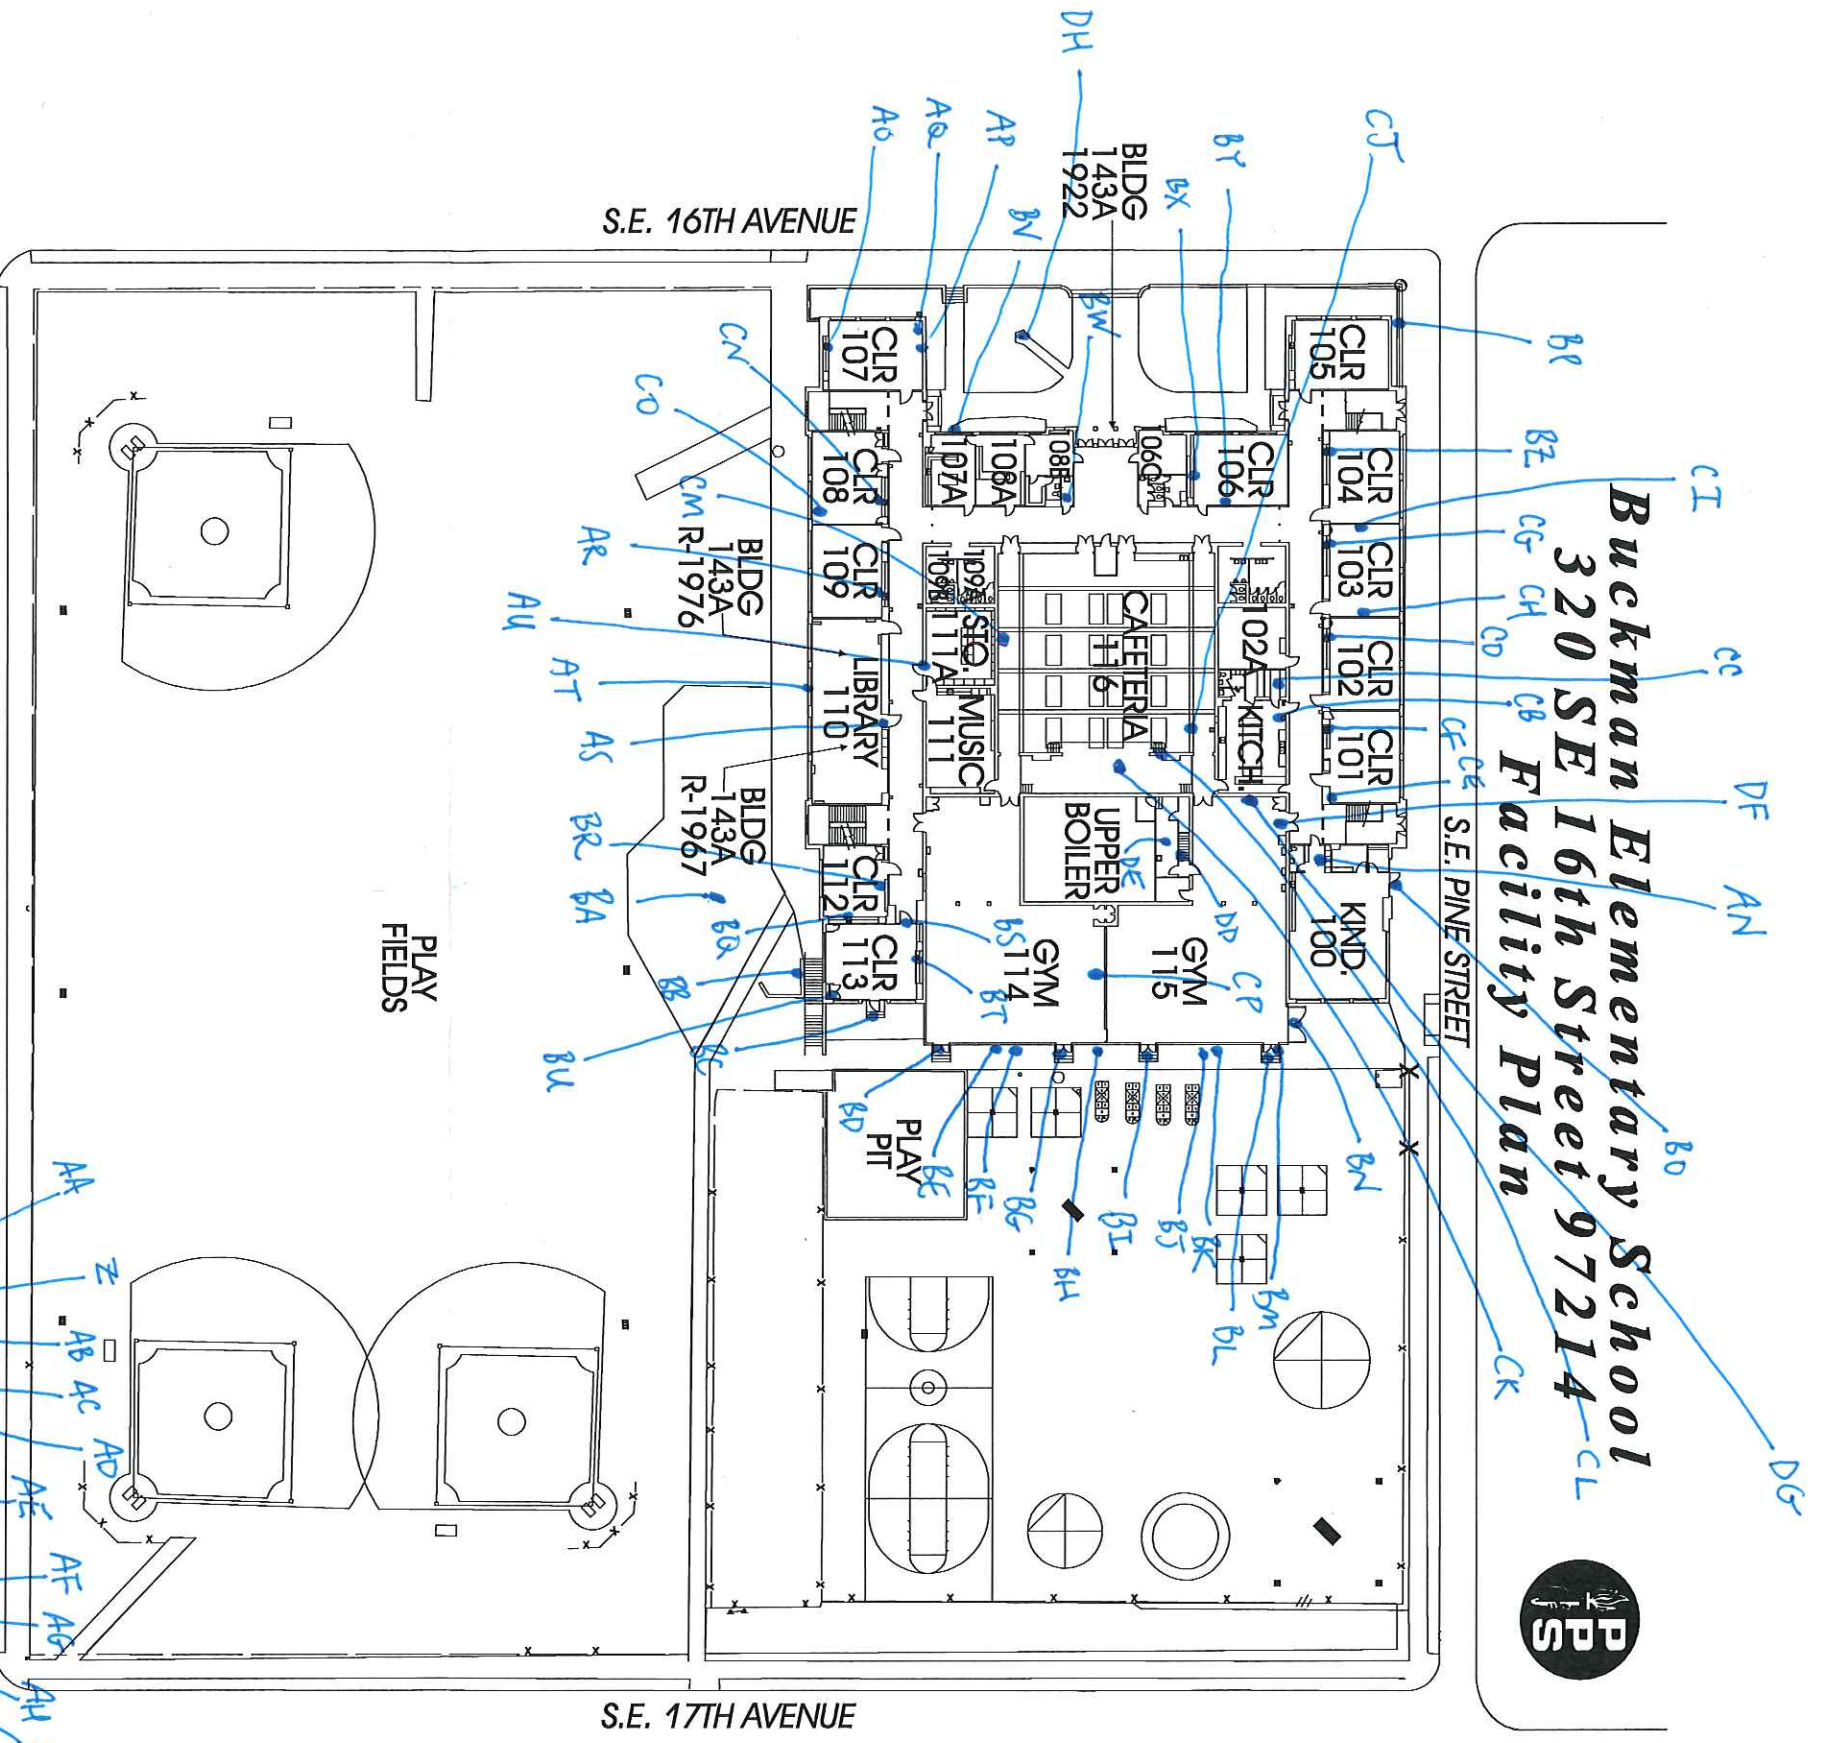 Buckman Elementary School
320 SE 16th Street 97214
Facility Plan
PPS
S.E. PINE STREET
S.E. 16TH AVENUE
S.E. 17TH AVENUE
BLDG
143A
1922
BLDG
143A
R-1976
BLDG
143A
R-1967
CLR
105
CLR
104
CLR
103
CLR
102
CLR
101
KIND.
100
CLR
106
106C
108B
108A
107A
CLR
107
CLR
108
CLR
109
LIBRARY
110
CLR
112
CLR
113
109A
109B
STO.
111A
MUSIC
111
CAFETERIA
116
102A
KITCH.
UPPER
BOILER
GYM
114
GYM
115
PLAY
PIT
PLAY
FIELDS
DH
AO
AQ
AP
BV
BW
BX
BY
CJ
BP
BZ
CI
CG
CH
CD
CC
CB
CF
CE
DF
AN
BO
DG
CL
CK
BN
BM
BL
BK
BJ
BI
BH
BG
BF
BE
BD
BC
BU
BB
BQ
BA
BR
BS
BT
CP
DD
DE
AS
AT
AU
AR
CM
CO
CN
AA
Z
AB
AC
AD
AE
AF
AG
AH